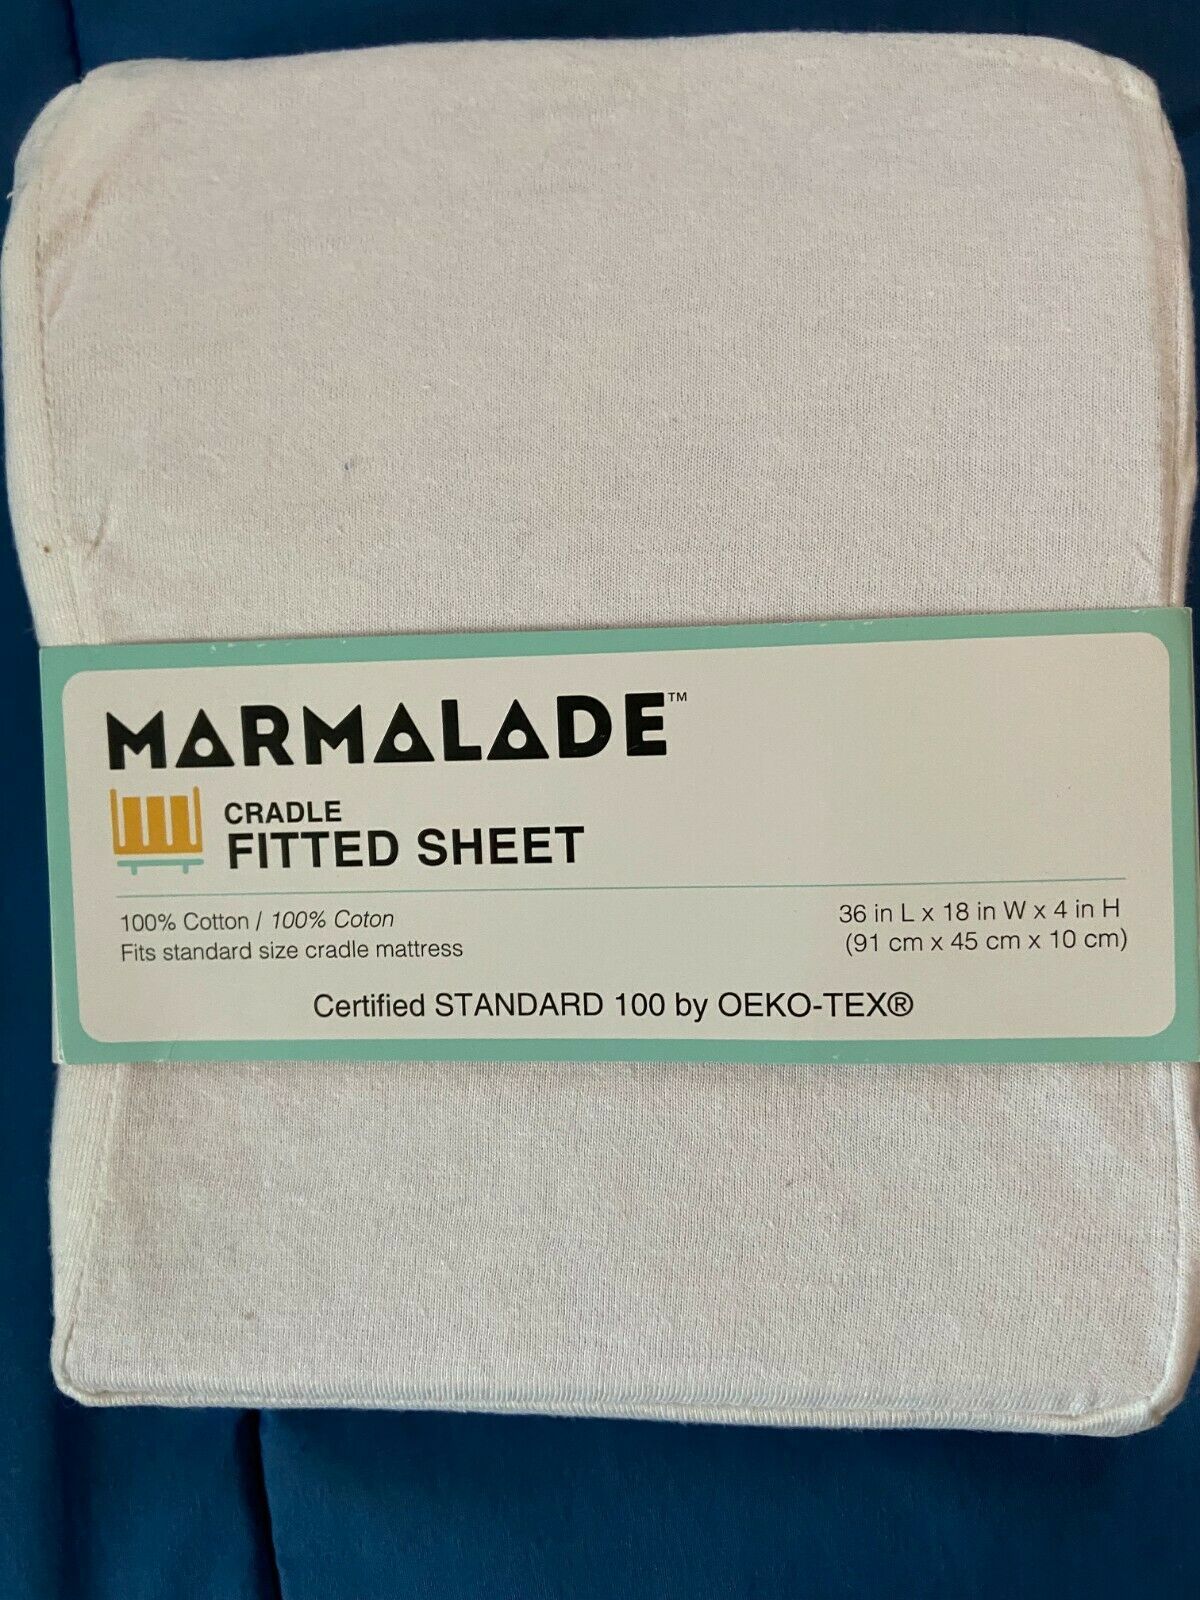 MARMALADE™
CRADLE
FITTED SHEET
100% Cotton / 100% Coton
Fits standard size cradle mattress
36 in L x 18 in W x 4 in H
(91 cm x 45 cm x 10 cm)
Certified STANDARD 100 by OEKO-TEX®